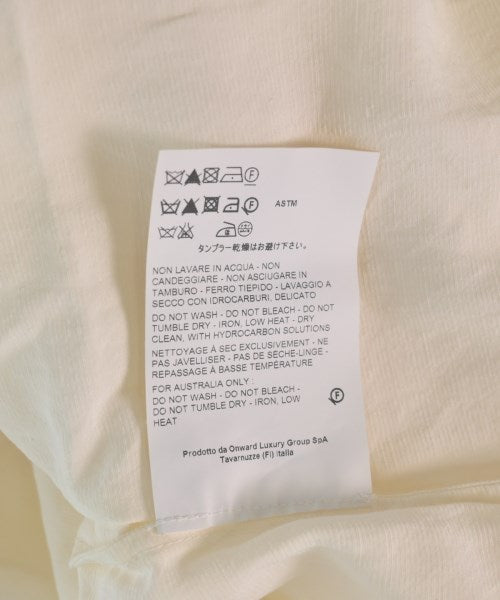 F
F ASTM
タンブラー乾燥はお避け下さい。
NON LAVARE IN ACQUA - NON
CANDEGGIARE - NON ASCIUGARE IN
TAMBURO - FERRO TIEPIDO - LAVAGGIO A
SECCO CON IDROCARBURI, DELICATO
DO NOT WASH - DO NOT BLEACH - DO NOT
TUMBLE DRY - IRON, LOW HEAT - DRY
CLEAN, WITH HYDROCARBON SOLUTIONS
NETTOYAGE À SEC EXCLUSIVEMENT - NE
PAS JAVELLISER - PAS DE SECHE-LINGE -
REPASSAGE À BASSE TEMPÉRATURE
FOR AUSTRALIA ONLY :
DO NOT WASH - DO NOT BLEACH -
DO NOT TUMBLE DRY - IRON, LOW
HEAT
F
Prodotto da Onward Luxury Group SpA
Tavarnuzze (FI) Italia